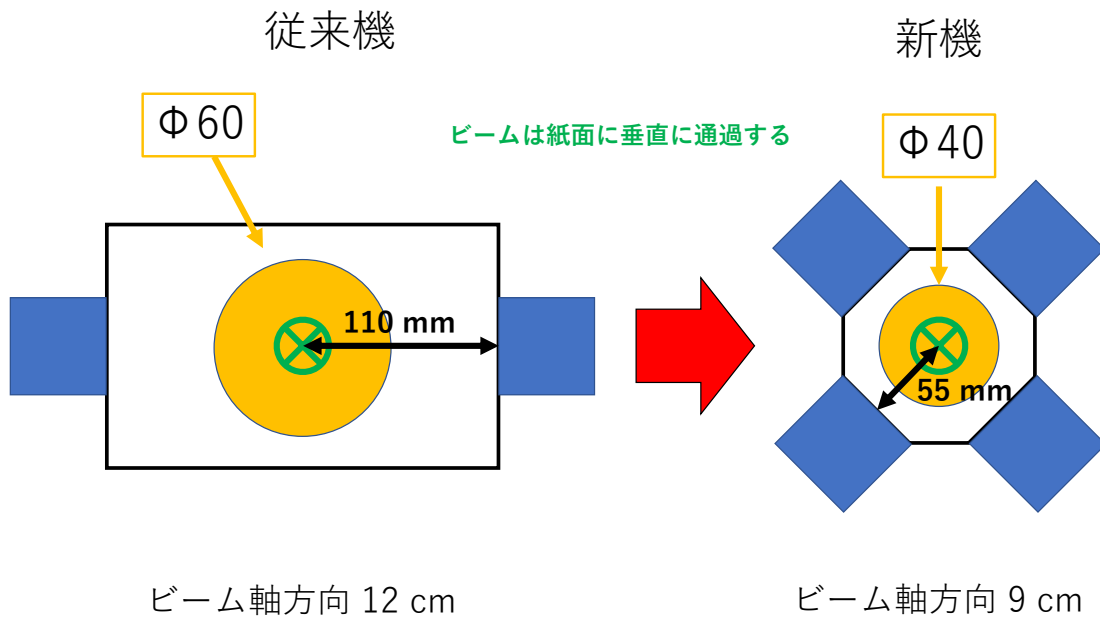 従来機
新機
Φ60
ビームは紙面に垂直に通過する
Φ40
110 mm
55 mm
ビーム軸方向 12 cm
ビーム軸方向 9 cm